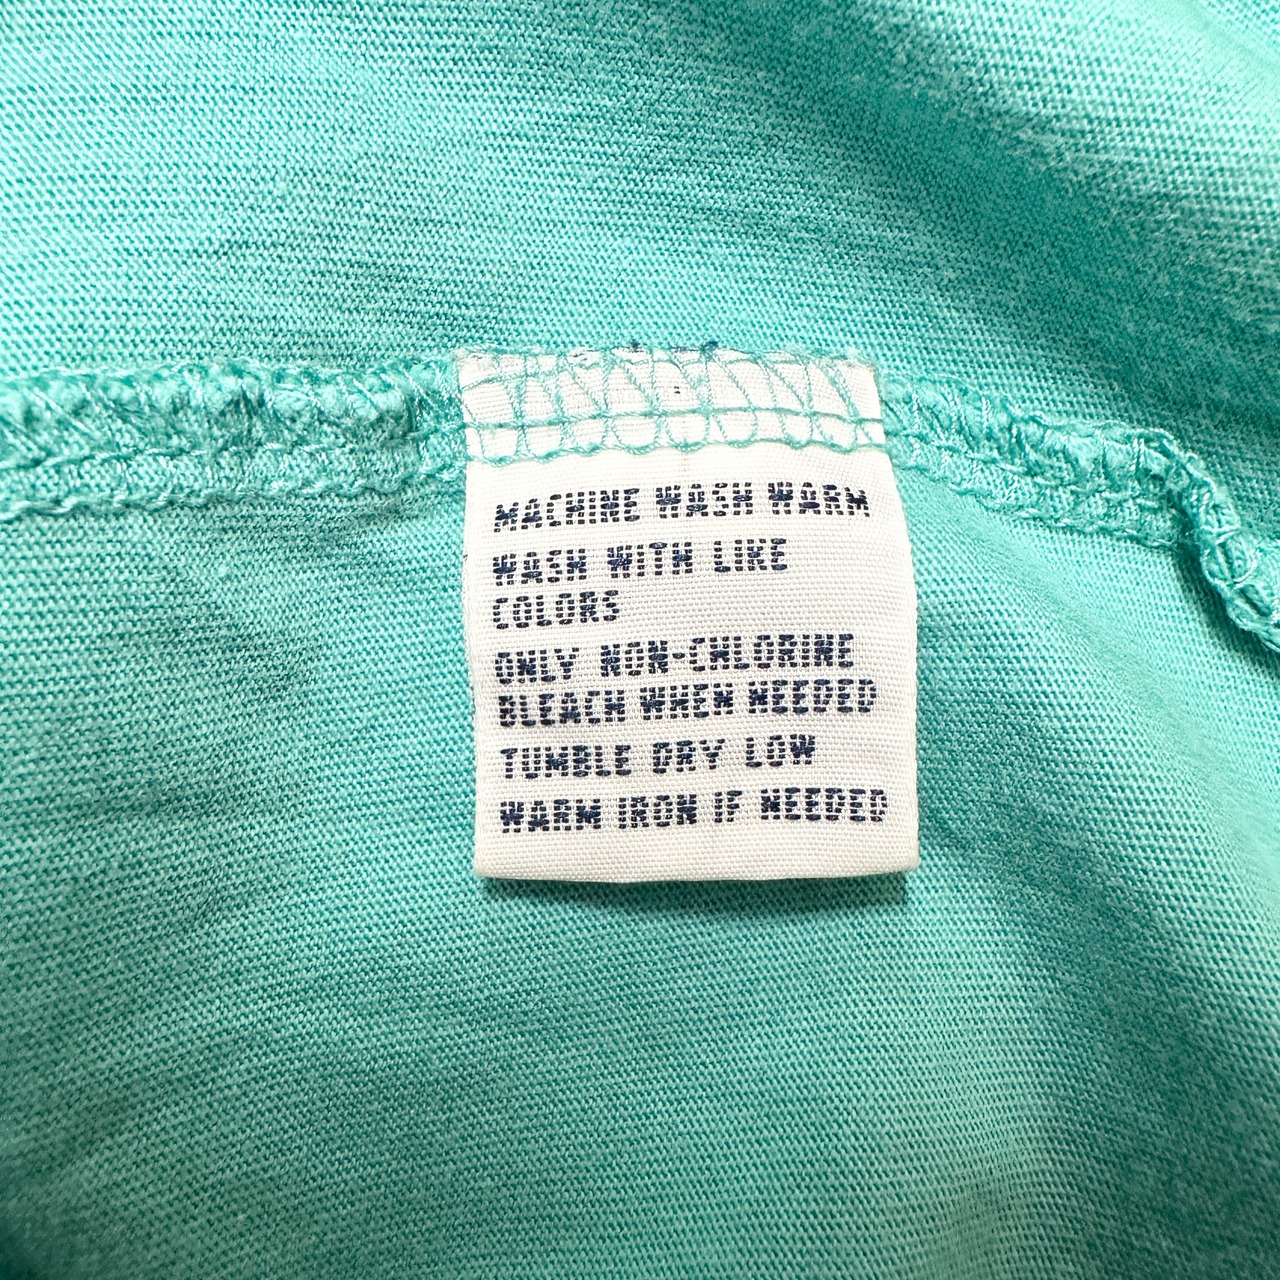 MACHINE WASH WARM
WASH WITH LIKE
COLORS
ONLY NON-CHLORINE
BLEACH WHEN NEEDED
TUMBLE DRY LOW
WARM IRON IF NEEDED